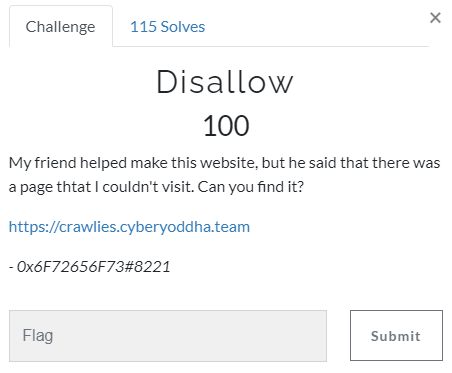 Challenge 115 Solves ×
Disallow
100
My friend helped make this website, but he said that there was
a page thtat I couldn't visit. Can you find it?
https://crawlies.cyberyoddha.team
- 0x6F72656F73#8221
Flag Submit